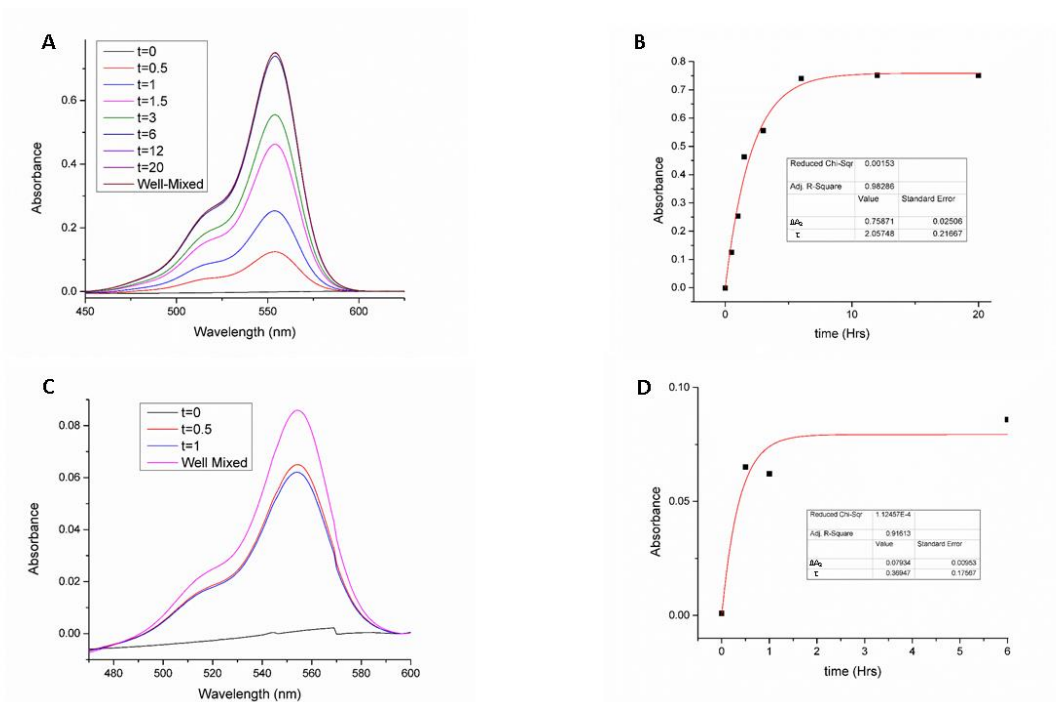 A
t=0
t=0.5
t=1
t=1.5
t=3
t=6
t=12
t=20
Well-Mixed
0.6
0.4
0.2
0.0
Absorbance
450
500
550
600
Wavelength (nm)
B
0.8
0.7
0.6
0.5
0.4
0.3
0.2
0.1
0.0
Absorbance
Reduced Chi-Sqr 0.00153
Adj. R-Square 0.98286
Value Standard Error
ΔA₀ 0.75871 0.02506
τ 2.05748 0.21667
0
10
20
time (Hrs)
C
t=0
t=0.5
t=1
Well Mixed
0.08
0.06
0.04
0.02
0.00
Absorbance
480
500
520
540
560
580
600
Wavelength (nm)
D
0.10
0.05
0.00
Absorbance
Reduced Chi-Sqr 1.12457E-4
Adj. R-Square 0.91613
Value Standard Error
ΔA₀ 0.07934 0.00953
τ 0.36947 0.17567
0
1
2
3
4
5
6
time (Hrs)